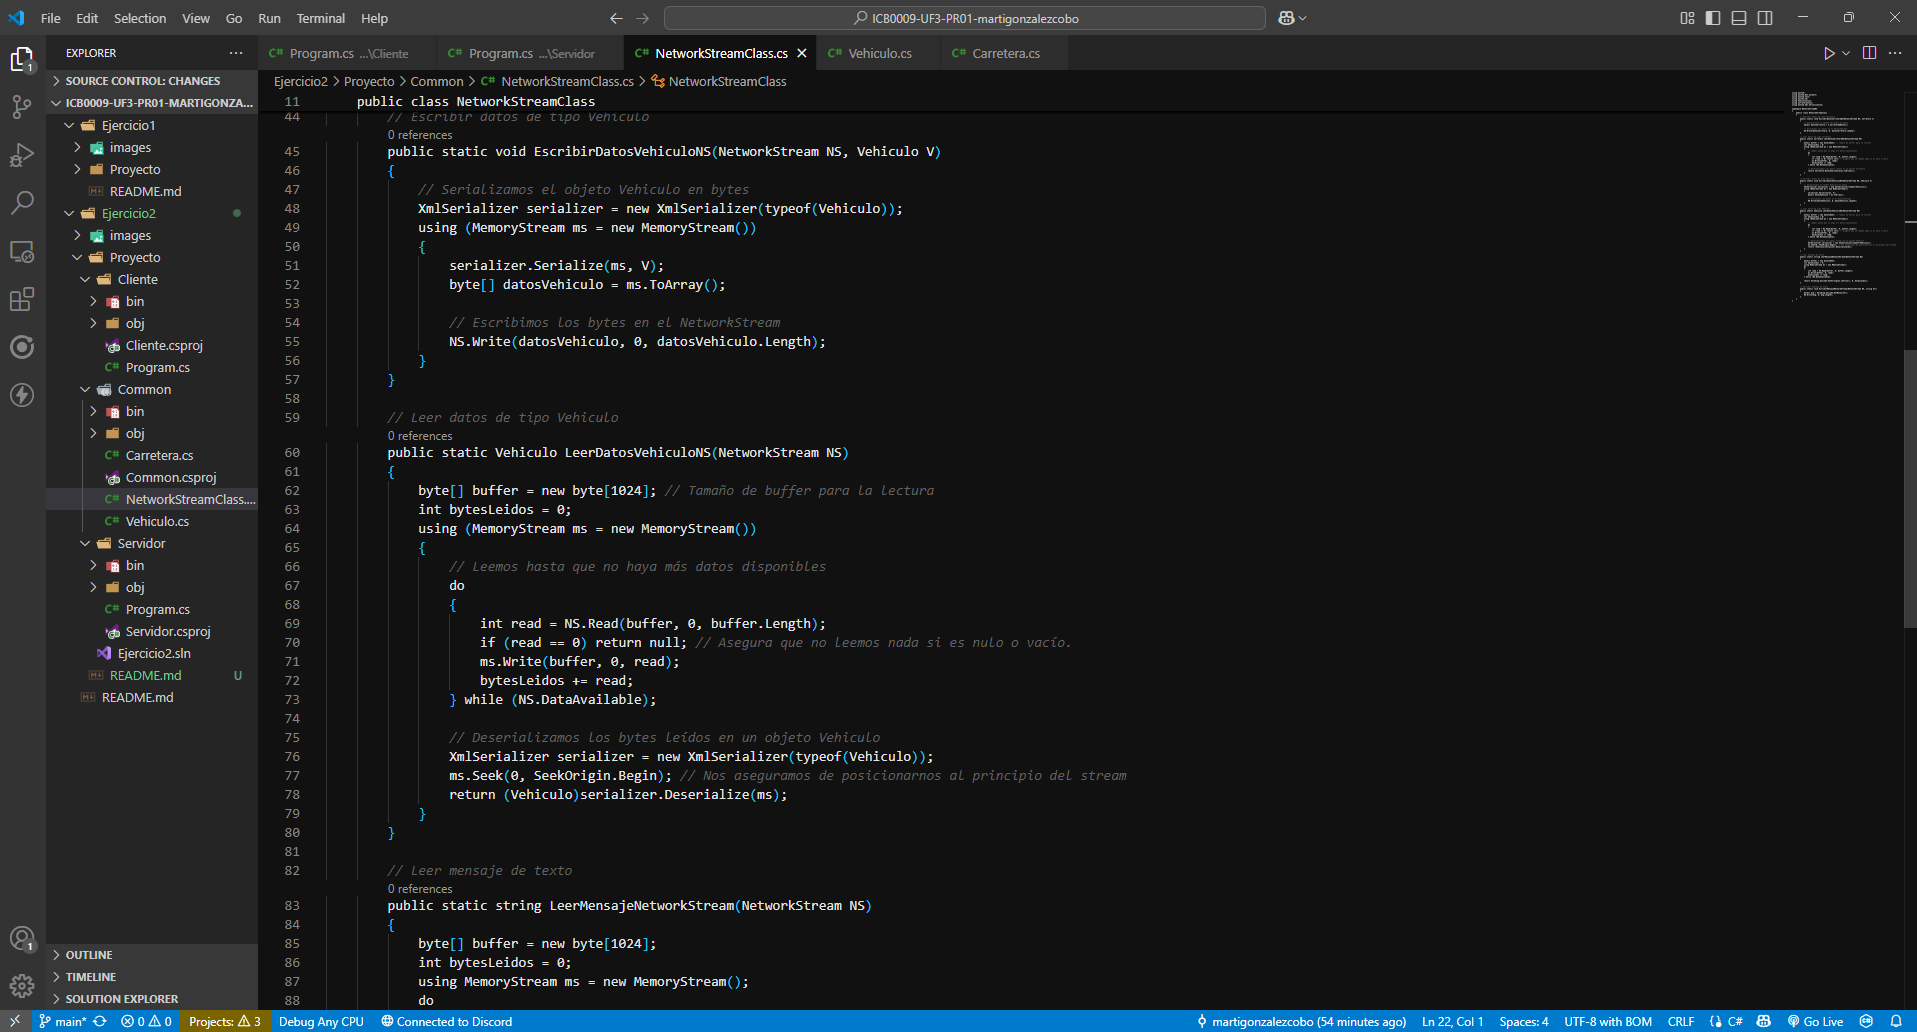 File Edit Selection View Go Run Terminal Help
ICB0009-UF3-PR01-martigonzalezcobo
EXPLORER
SOURCE CONTROL: CHANGES
ICB0009-UF3-PR01-MARTIGONZA...
Ejercicio1
images
Proyecto
README.md
Ejercicio2
images
Proyecto
Cliente
bin
obj
Cliente.csproj
Program.cs
Common
bin
obj
Carretera.cs
Common.csproj
NetworkStreamClass....
Vehiculo.cs
Servidor
bin
obj
Program.cs
Servidor.csproj
Ejercicio2.sln
README.md U
README.md
OUTLINE
TIMELINE
SOLUTION EXPLORER
C# Program.cs ...\Cliente C# Program.cs ...\Servidor C# NetworkStreamClass.cs C# Vehiculo.cs C# Carretera.cs
Ejercicio2 > Proyecto > Common > C# NetworkStreamClass.cs > NetworkStreamClass
11 public class NetworkStreamClass
44 // Escribir datos de tipo Vehiculo
0 references
45 public static void EscribirDatosVehiculoNS(NetworkStream NS, Vehiculo V)
46 {
47 // Serializamos el objeto Vehiculo en bytes
48 XmlSerializer serializer = new XmlSerializer(typeof(Vehiculo));
49 using (MemoryStream ms = new MemoryStream())
50 {
51 serializer.Serialize(ms, V);
52 byte[] datosVehiculo = ms.ToArray();
53
54 // Escribimos los bytes en el NetworkStream
55 NS.Write(datosVehiculo, 0, datosVehiculo.Length);
56 }
57 }
58
59 // Leer datos de tipo Vehiculo
0 references
60 public static Vehiculo LeerDatosVehiculoNS(NetworkStream NS)
61 {
62 byte[] buffer = new byte[1024]; // Tamaño de buffer para la lectura
63 int bytesLeidos = 0;
64 using (MemoryStream ms = new MemoryStream())
65 {
66 // Leemos hasta que no haya más datos disponibles
67 do
68 {
69 int read = NS.Read(buffer, 0, buffer.Length);
70 if (read == 0) return null; // Asegura que no leemos nada si es nulo o vacío.
71 ms.Write(buffer, 0, read);
72 bytesLeidos += read;
73 } while (NS.DataAvailable);
74
75 // Deserializamos los bytes leídos en un objeto Vehiculo
76 XmlSerializer serializer = new XmlSerializer(typeof(Vehiculo));
77 ms.Seek(0, SeekOrigin.Begin); // Nos aseguramos de posicionarnos al principio del stream
78 return (Vehiculo)serializer.Deserialize(ms);
79 }
80 }
81
82 // Leer mensaje de texto
0 references
83 public static string LeerMensajeNetworkStream(NetworkStream NS)
84 {
85 byte[] buffer = new byte[1024];
86 int bytesLeidos = 0;
87 using MemoryStream ms = new MemoryStream();
88 do
main* 0 0 Projects: 3 Debug Any CPU Connected to Discord martigonzalezcobo (54 minutes ago) Ln 22, Col 1 Spaces: 4 UTF-8 with BOM CRLF {} C# Go Live